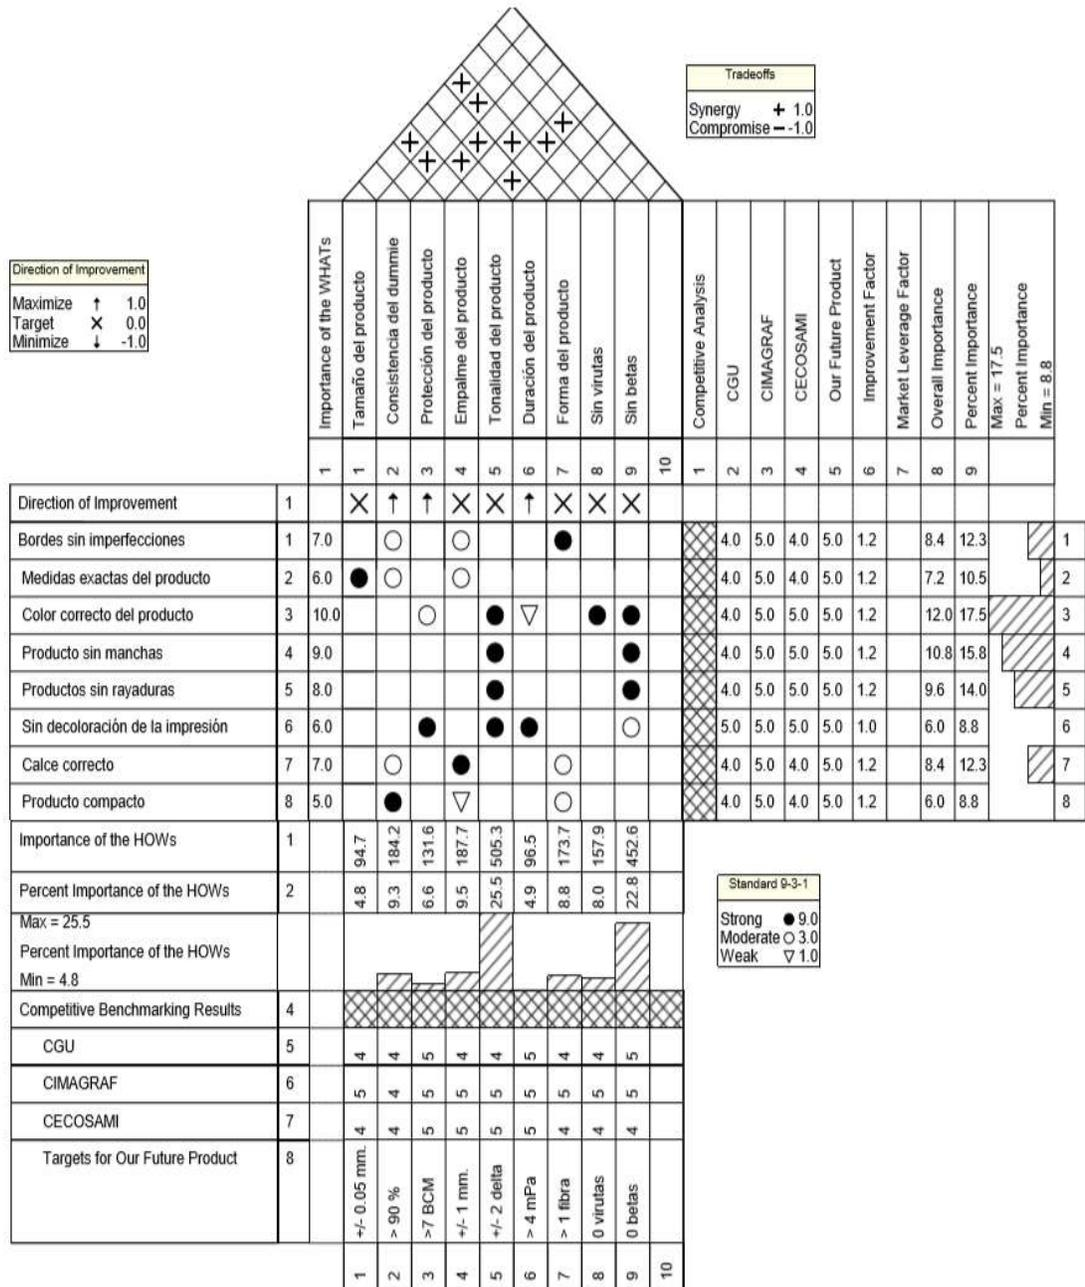 Tradeoffs
Synergy + 1.0
Compromise − -1.0
Direction of Improvement
Maximize ↑ 1.0
Target × 0.0
Minimize ↓ -1.0
Importance of the WHATs
Tamaño del producto
Consistencia del dummie
Protección del producto
Empalme del producto
Tonalidad del producto
Duración del producto
Forma del producto
Sin virutas
Sin betas
Competitive Analysis
CGU
CIMAGRAF
CECOSAMI
Our Future Product
Improvement Factor
Market Leverage Factor
Overall Importance
Percent Importance
Max = 17.5
Percent Importance
Min = 8.8
1 1 2 3 4 5 6 7 8 9 10 1 2 3 4 5 6 7 8 9
Direction of Improvement 1 × ↑ ↑ × × ↑ × × ×
Bordes sin imperfecciones 1 7.0 ○ ○ ● 4.0 5.0 4.0 5.0 1.2 8.4 12.3 1
Medidas exactas del producto 2 6.0 ● ○ ○ 4.0 5.0 4.0 5.0 1.2 7.2 10.5 2
Color correcto del producto 3 10.0 ○ ● ▽ ● ● 4.0 5.0 5.0 5.0 1.2 12.0 17.5 3
Producto sin manchas 4 9.0 ● ● 4.0 5.0 5.0 5.0 1.2 10.8 15.8 4
Productos sin rayaduras 5 8.0 ● ● 4.0 5.0 5.0 5.0 1.2 9.6 14.0 5
Sin decoloración de la impresión 6 6.0 ● ● ● ○ 5.0 5.0 5.0 5.0 1.0 6.0 8.8 6
Calce correcto 7 7.0 ○ ● ○ 4.0 5.0 4.0 5.0 1.2 8.4 12.3 7
Producto compacto 8 5.0 ● ▽ ○ 4.0 5.0 4.0 5.0 1.2 6.0 8.8 8
Importance of the HOWs 1 94.7 184.2 131.6 187.7 505.3 96.5 173.7 157.9 452.6
Percent Importance of the HOWs 2 4.8 9.3 6.6 9.5 25.5 4.9 8.8 8.0 22.8
Max = 25.5
Percent Importance of the HOWs
Min = 4.8
Standard 9-3-1
Strong ● 9.0
Moderate ○ 3.0
Weak ▽ 1.0
Competitive Benchmarking Results 4
CGU 5 4 4 5 4 4 5 4 4 5
CIMAGRAF 6 5 4 5 5 5 5 5 5 5
CECOSAMI 7 4 4 5 5 5 5 4 4 4
Targets for Our Future Product 8 +/- 0.05 mm. > 90 % >7 BCM +/- 1 mm. +/- 2 delta > 4 mPa > 1 fibra 0 virutas 0 betas
1 2 3 4 5 6 7 8 9 10